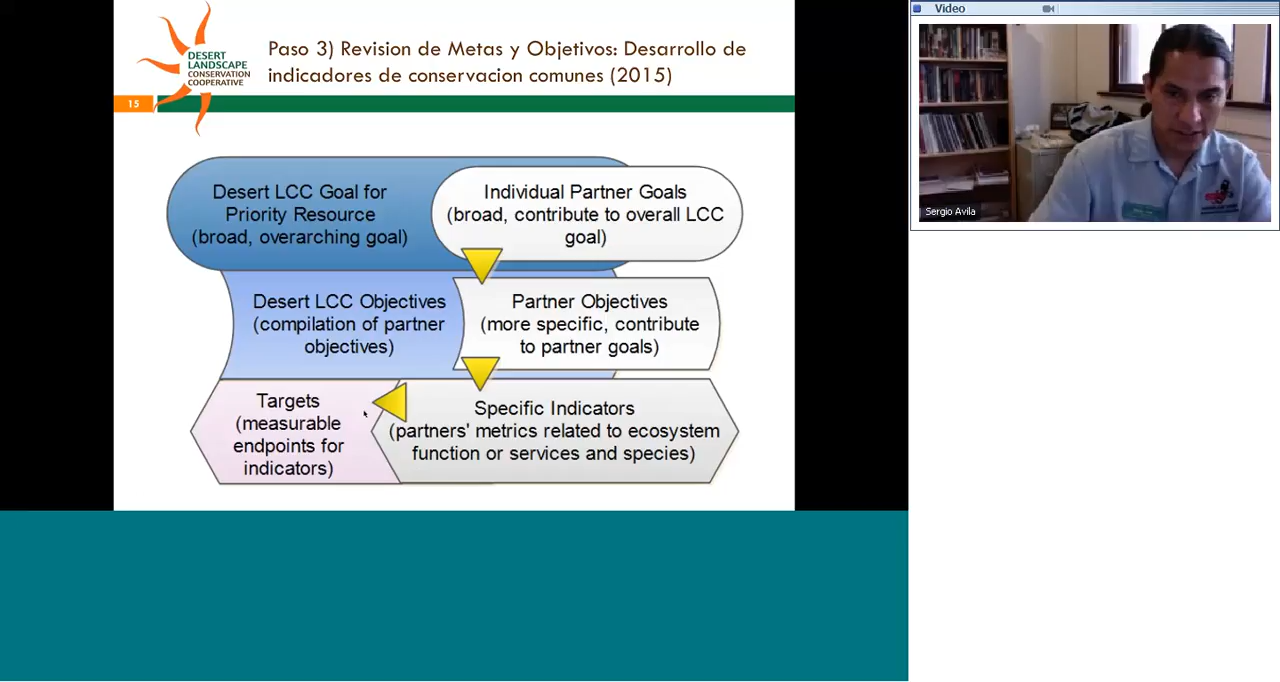 DESERT
LANDSCAPE
CONSERVATION
COOPERATIVE
Paso 3) Revision de Metas y Objetivos: Desarrollo de
indicadores de conservacion comunes (2015)
15
Desert LCC Goal for
Priority Resource
(broad, overarching goal)
Individual Partner Goals
(broad, contribute to overall LCC
goal)
Desert LCC Objectives
(compilation of partner
objectives)
Partner Objectives
(more specific, contribute
to partner goals)
Targets
(measurable
endpoints for
indicators)
Specific Indicators
(partners' metrics related to ecosystem
function or services and species)
Video
Sergio Avila